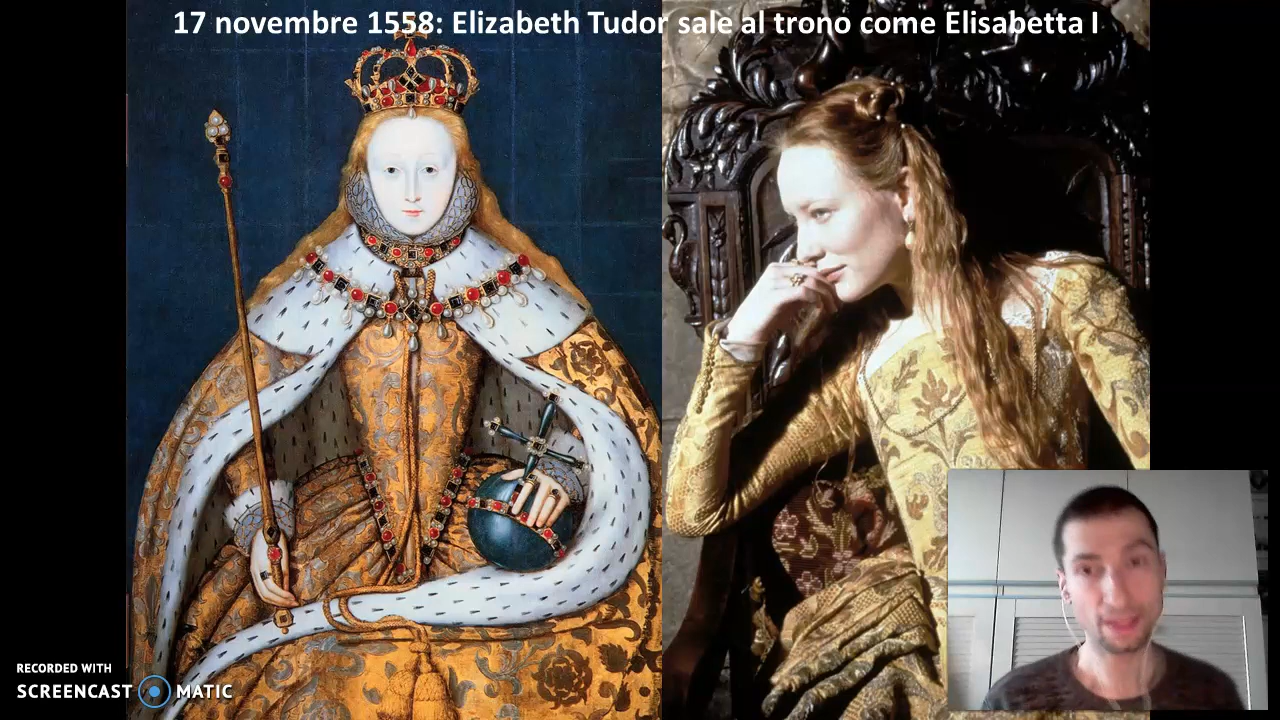 17 novembre 1558: Elizabeth Tudor sale al trono come Elisabetta I
RECORDED WITH
SCREENCAST MATIC